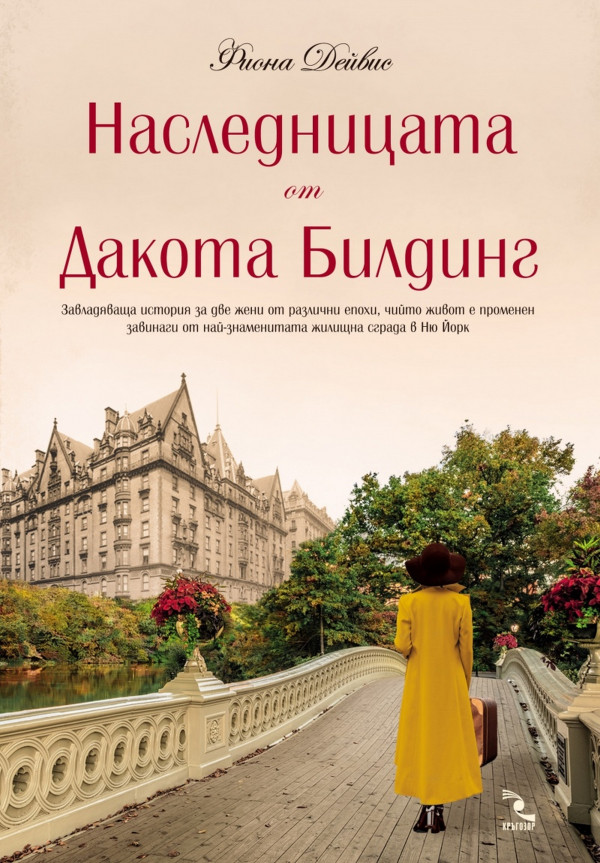 Фиона Дейвис
Наследницата
от
Дакота Билдинг
Завладяваща история за две жени от различни епохи, чийто живот е променен
завинаги от най-знаменитата жилищна сграда в Ню Йорк
КРЪГОЗОР